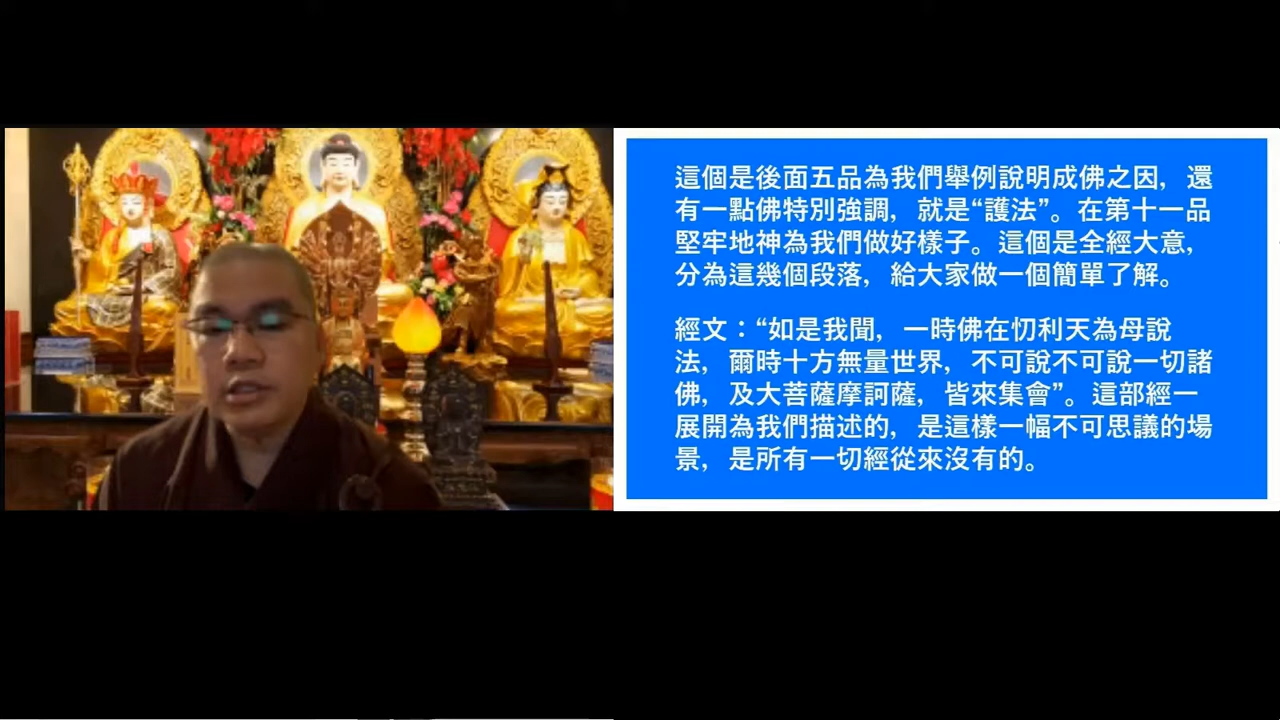 這個是後面五品為我們舉例說明成佛之因，還
有一點佛特別強調，就是“護法”。在第十一品
堅牢地神為我們做好樣子。這個是全經大意，
分為這幾個段落，給大家做一個簡單了解。
經文：“如是我聞，一時佛在忉利天為母說
法，爾時十方無量世界，不可說不可說一切諸
佛，及大菩薩摩訶薩，皆來集會”。這部經一
展開為我們描述的，是這樣一幅不可思議的場
景，是所有一切經從來沒有的。